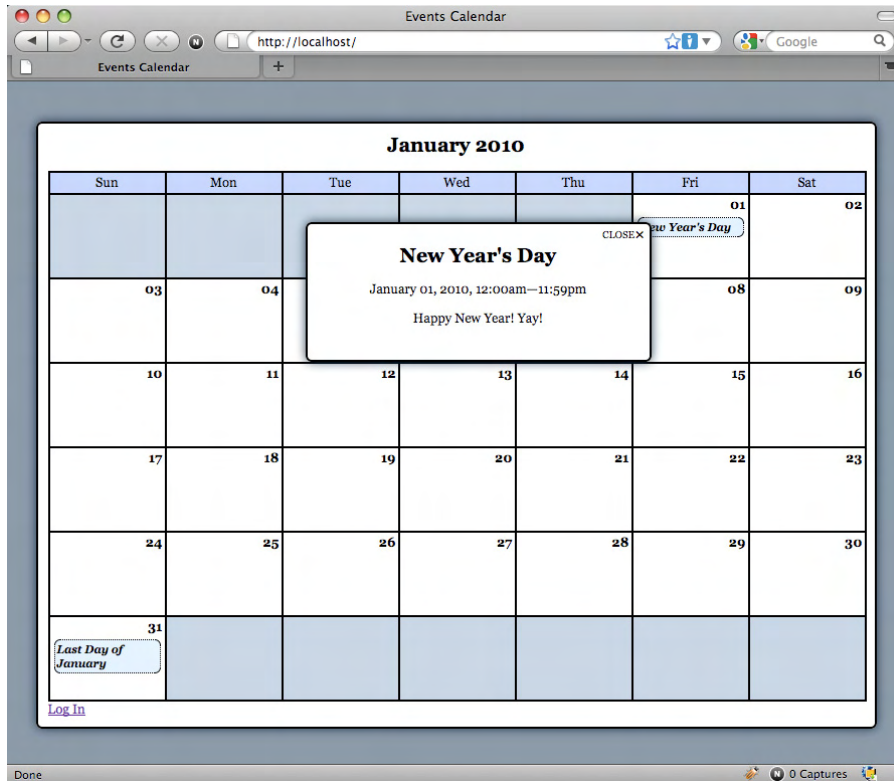 Events Calendar
http://localhost/
Google
Events Calendar
January 2010
Sun Mon Tue Wed Thu Fri Sat
01 02
ew Year's Day
CLOSE✕
New Year's Day
January 01, 2010, 12:00am—11:59pm
Happy New Year! Yay!
03 04 08 09
10 11 12 13 14 15 16
17 18 19 20 21 22 23
24 25 26 27 28 29 30
31
Last Day of
January
Log In
Done
N 0 Captures